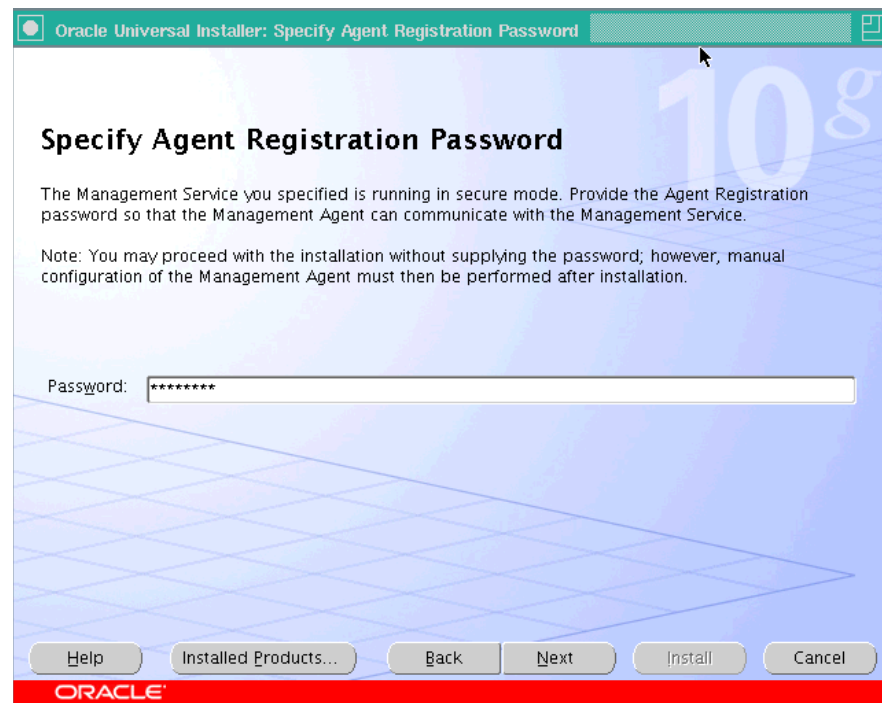 Oracle Universal Installer: Specify Agent Registration Password
10g
Specify Agent Registration Password
The Management Service you specified is running in secure mode. Provide the Agent Registration
password so that the Management Agent can communicate with the Management Service.
Note: You may proceed with the installation without supplying the password; however, manual
configuration of the Management Agent must then be performed after installation.
Password: ********
Help Installed Products... Back Next Install Cancel
ORACLE